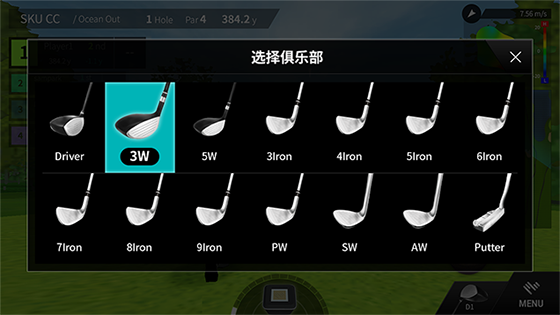 SKU CC / Ocean Out 1 Hole Par 4 384.2 y
7.56 m/s
选择俱乐部
Driver 3W 5W 3Iron 4Iron 5Iron 6Iron
7Iron 8Iron 9Iron PW SW AW Putter
D1 MENU